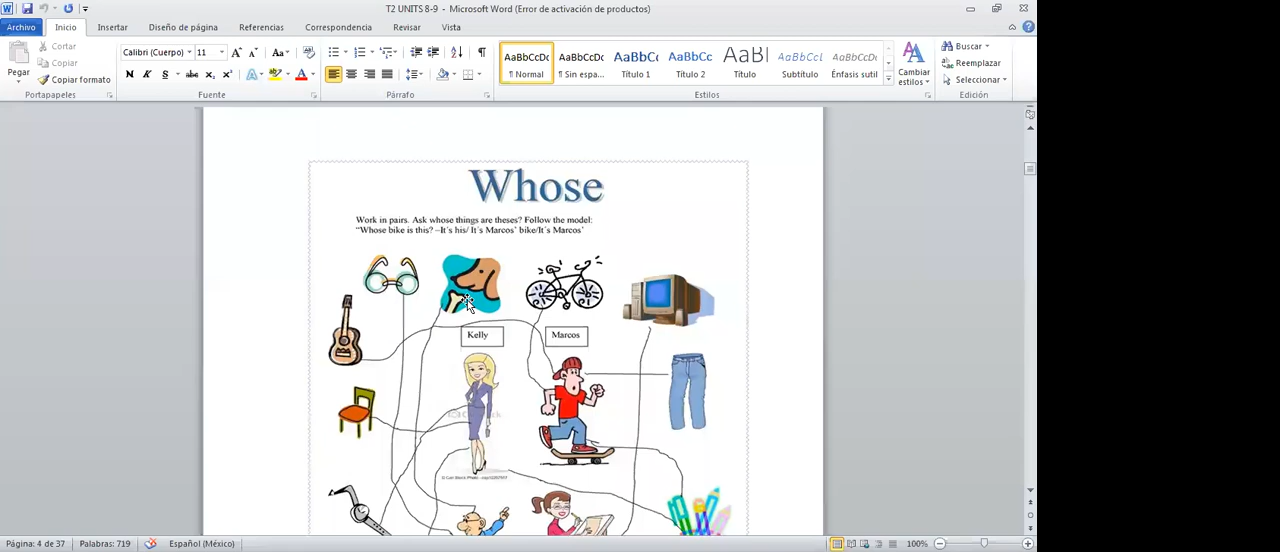 T2 UNITS 8-9 - Microsoft Word (Error de activación de productos)
Archivo Inicio Insertar Diseño de página Referencias Correspondencia Revisar Vista
Pegar
Cortar
Copiar
Copiar formato
Portapapeles
Calibri (Cuerpo) 11
Fuente
Párrafo
AaBbCcDc AaBbCcDc AaBbC AaBbCc AaBl AaBbCcL AaBbCcDc
¶ Normal ¶ Sin espa... Título 1 Título 2 Título Subtítulo Énfasis sutil
Estilos
Cambiar estilos
Buscar
Reemplazar
Seleccionar
Edición
Whose
Work in pairs. Ask whose things are theses? Follow the model:
“Whose bike is this? –It´s his/ It´s Marcos’ bike/It´s Marcos’
Kelly Marcos
Página: 4 de 37 Palabras: 719 Español (México) 100%